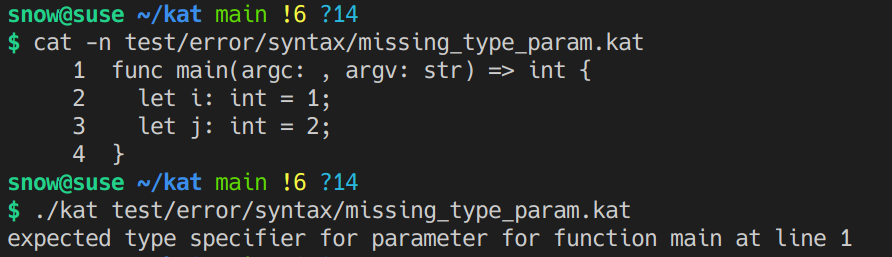 snow@suse ~/kat main !6 ?14
$ cat -n test/error/syntax/missing_type_param.kat
     1  func main(argc: , argv: str) => int {
     2    let i: int = 1;
     3    let j: int = 2;
     4  }
snow@suse ~/kat main !6 ?14
$ ./kat test/error/syntax/missing_type_param.kat
expected type specifier for parameter for function main at line 1